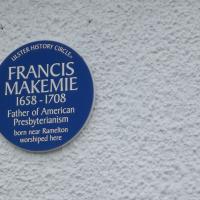 ULSTER HISTORY CIRCLE
FRANCIS
MAKEMIE
1658 - 1708
Father of American
Presbyterianism
born near Ramelton
worshiped here